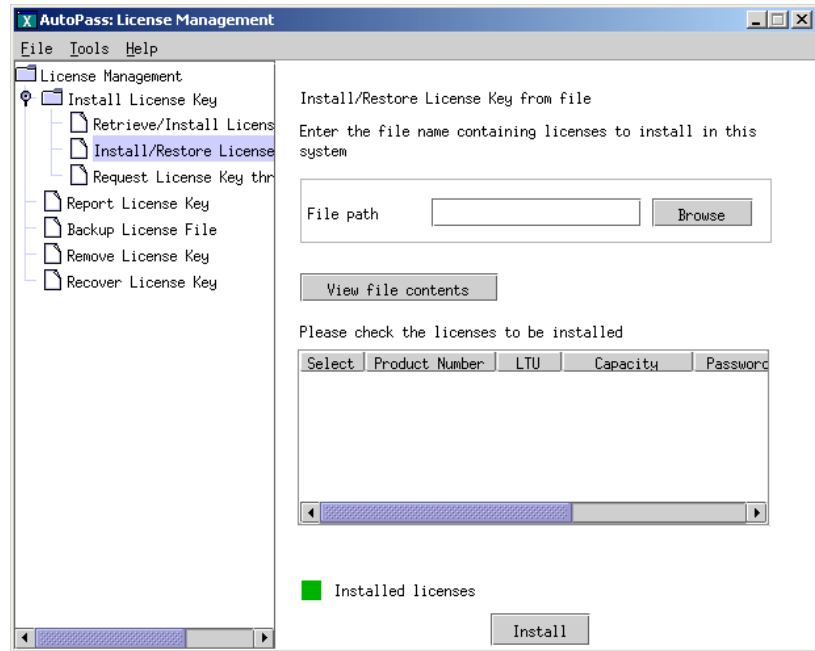 AutoPass: License Management
File Tools Help
License Management
Install License Key
Retrieve/Install Licens
Install/Restore License
Request License Key thr
Report License Key
Backup License File
Remove License Key
Recover License Key
Install/Restore License Key from file
Enter the file name containing licenses to install in this
system
File path Browse
View file contents
Please check the licenses to be installed
Select Product Number LTU Capacity Password
Installed licenses
Install